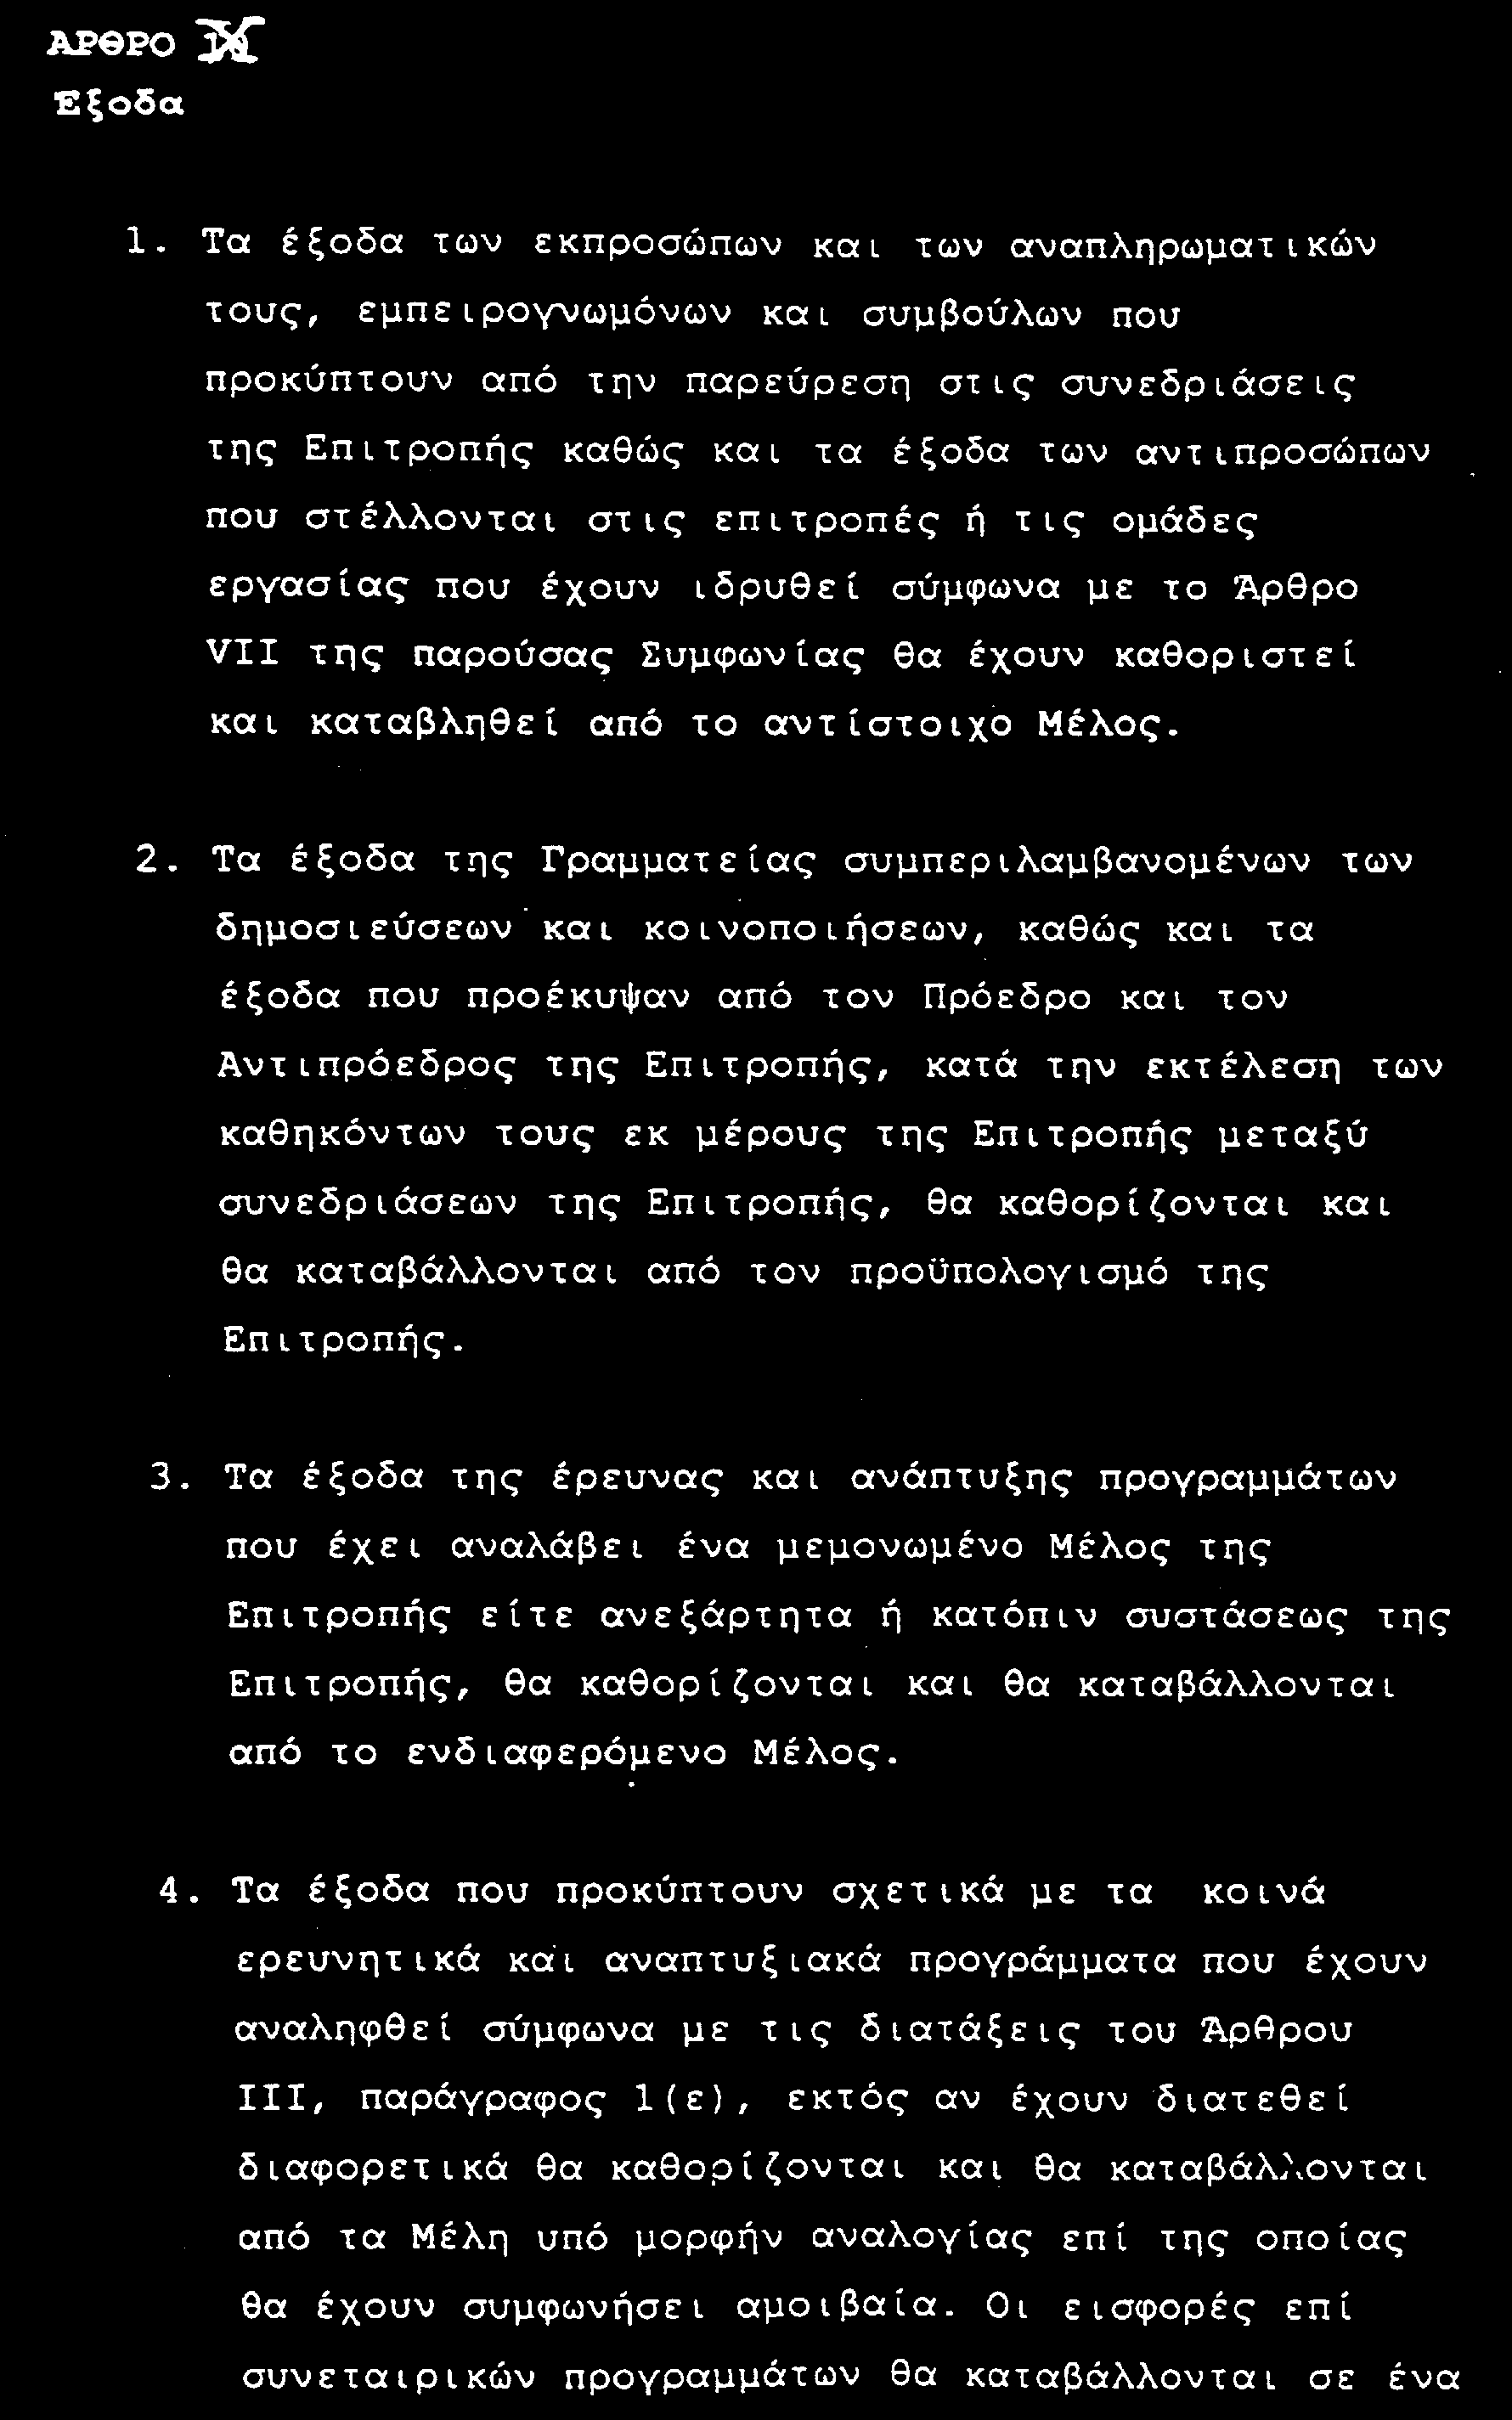 ΑΡΘΡΟ
Έξοδα
1. Τα έξοδα των εκπροσώπων και των αναπληρωματικών
τους, εμπειρογνωμόνων και συμβούλων που
προκύπτουν από την παρεύρεση στις συνεδριάσεις
της Επιτροπής καθώς και τα έξοδα των αντιπροσώπων
που στέλλονται στις επιτροπές ή τις ομάδες
εργασίας που έχουν ιδρυθεί σύμφωνα με το Άρθρο
VII της παρούσας Συμφωνίας θα έχουν καθοριστεί
και καταβληθεί από το αντίστοιχο Μέλος.
2. Τα έξοδα της Γραμματείας συμπεριλαμβανομένων των
δημοσιεύσεων και κοινοποιήσεων, καθώς και τα
έξοδα που προέκυψαν από τον Πρόεδρο και τον
Αντιπρόεδρος της Επιτροπής, κατά την εκτέλεση των
καθηκόντων τους εκ μέρους της Επιτροπής μεταξύ
συνεδριάσεων της Επιτροπής, θα καθορίζονται και
θα καταβάλλονται από τον προϋπολογισμό της
Επιτροπής.
3. Τα έξοδα της έρευνας και ανάπτυξης προγραμμάτων
που έχει αναλάβει ένα μεμονωμένο Μέλος της
Επιτροπής είτε ανεξάρτητα ή κατόπιν συστάσεως της
Επιτροπής, θα καθορίζονται και θα καταβάλλονται
από το ενδιαφερόμενο Μέλος.
4. Τα έξοδα που προκύπτουν σχετικά με τα κοινά
ερευνητικά και αναπτυξιακά προγράμματα που έχουν
αναληφθεί σύμφωνα με τις διατάξεις του Άρθρου
III, παράγραφος 1(ε), εκτός αν έχουν διατεθεί
διαφορετικά θα καθορίζονται και θα καταβάλλονται
από τα Μέλη υπό μορφήν αναλογίας επί της οποίας
θα έχουν συμφωνήσει αμοιβαία. Οι εισφορές επί
συνεταιρικών προγραμμάτων θα καταβάλλονται σε ένα